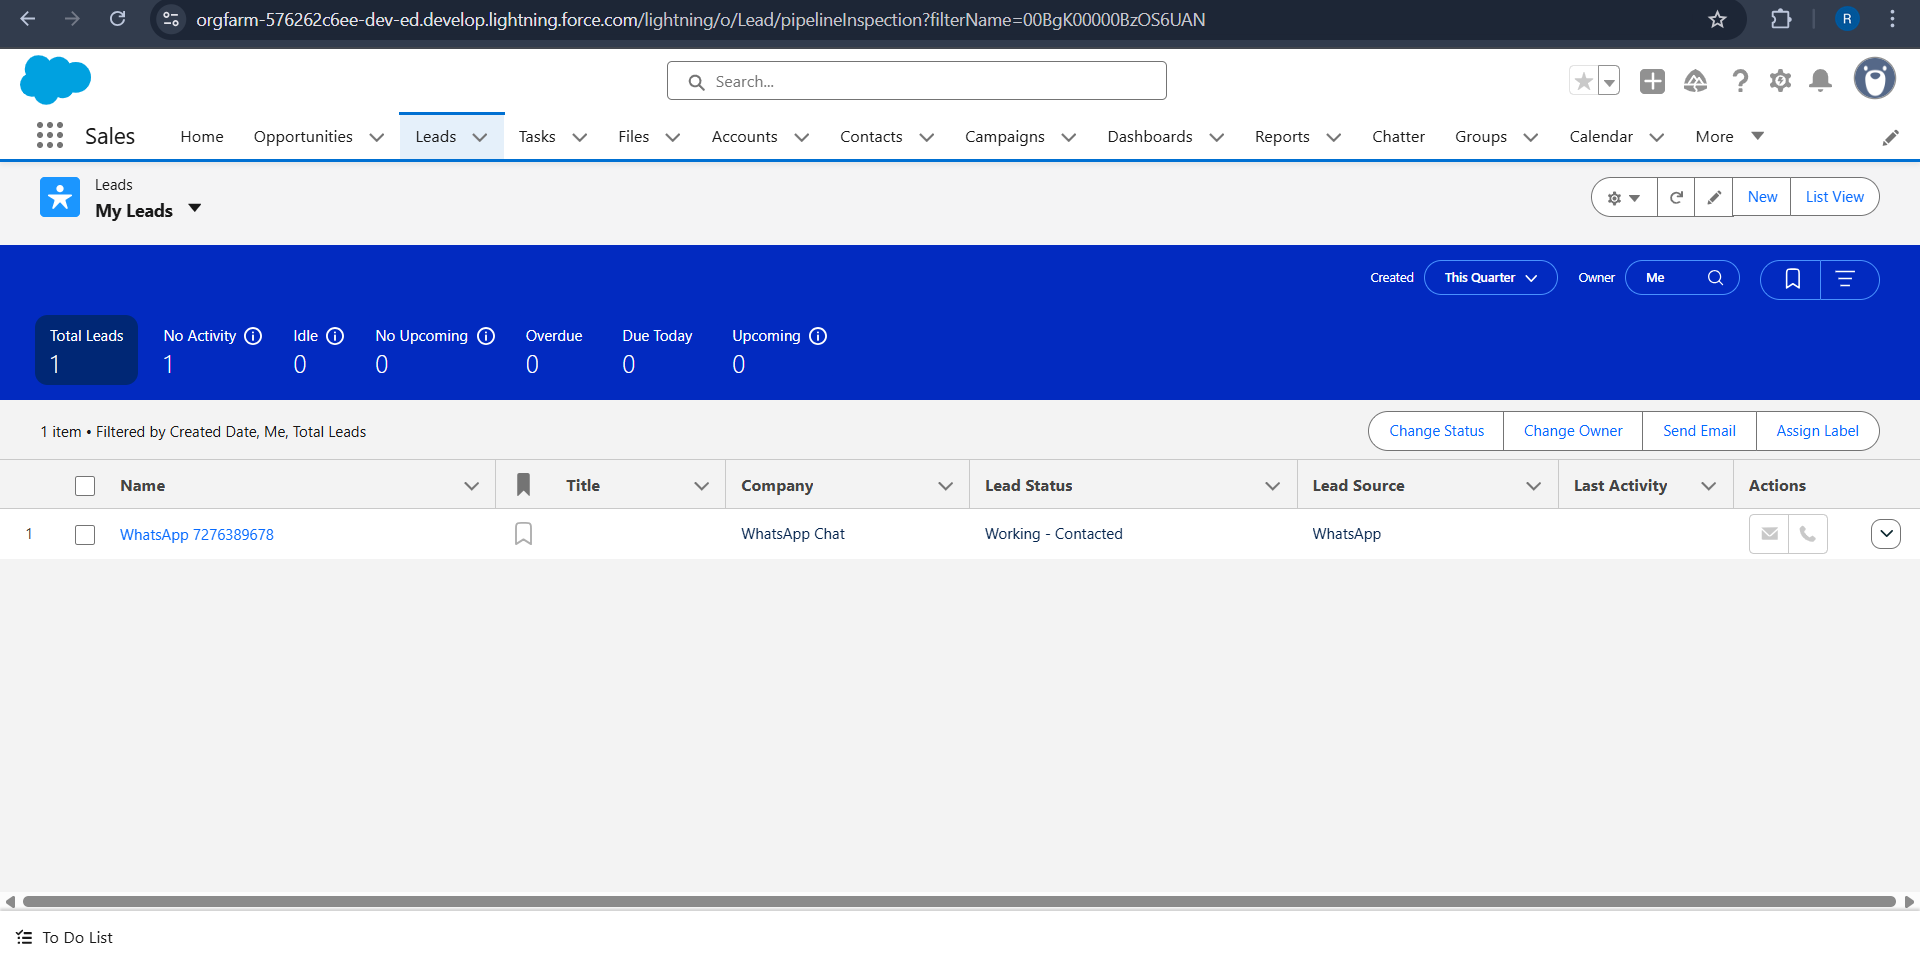 orgfarm-576262c6ee-dev-ed.develop.lightning.force.com/lightning/o/Lead/pipelineInspection?filterName=00BgK00000BzOS6UAN
R
Search...
Sales
Home
Opportunities
Leads
Tasks
Files
Accounts
Contacts
Campaigns
Dashboards
Reports
Chatter
Groups
Calendar
More
Leads
My Leads
New
List View
Created
This Quarter
Owner
Me
Total Leads
1
No Activity
1
Idle
0
No Upcoming
0
Overdue
0
Due Today
0
Upcoming
0
1 item • Filtered by Created Date, Me, Total Leads
Change Status
Change Owner
Send Email
Assign Label
Name
Title
Company
Lead Status
Lead Source
Last Activity
Actions
1
WhatsApp 7276389678
WhatsApp Chat
Working - Contacted
WhatsApp
To Do List